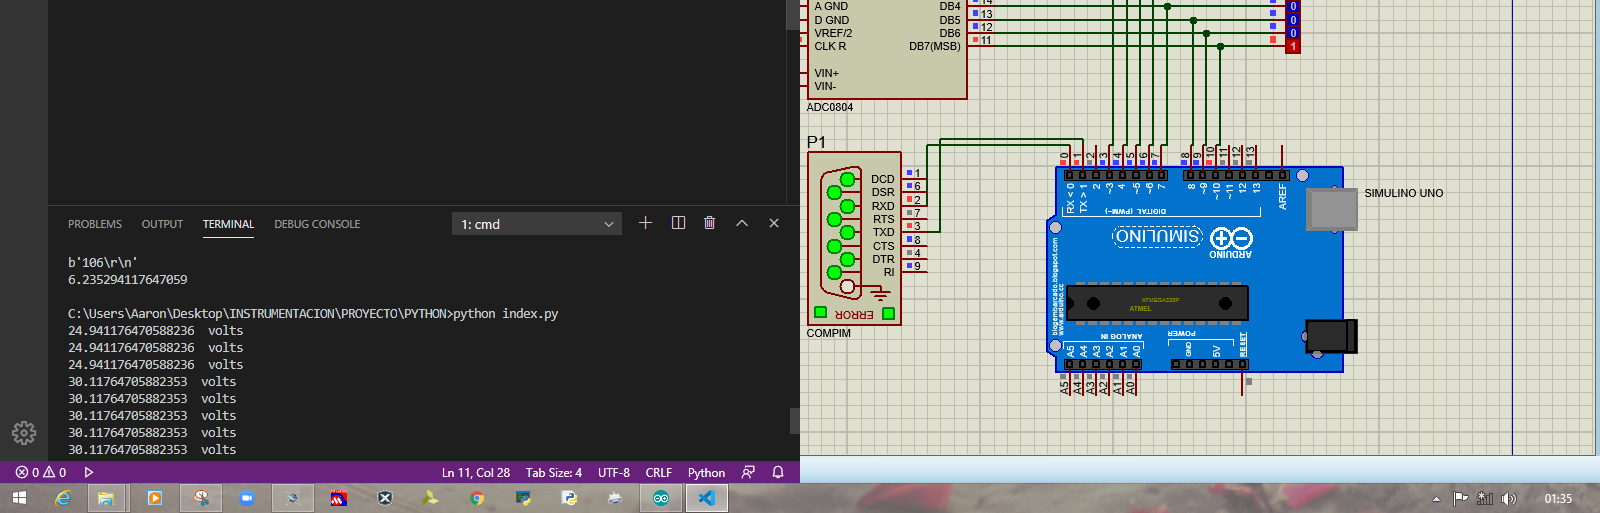 PROBLEMS OUTPUT TERMINAL DEBUG CONSOLE 1: cmd
b'106\r\n'
6.235294117647059
C:\Users\Aaron\Desktop\INSTRUMENTACION\PROYECTO\PYTHON>python index.py
24.941176470588236 volts
24.941176470588236 volts
24.941176470588236 volts
30.11764705882353 volts
30.11764705882353 volts
30.11764705882353 volts
30.11764705882353 volts
30.11764705882353 volts
0 0 Ln 11, Col 28 Tab Size: 4 UTF-8 CRLF Python
A GND DB4 14 0
D GND DB5 13 0
VREF/2 DB6 12 0
CLK R DB7(MSB) 11 1
VIN+
VIN-
ADC0804
P1
DCD 1
DSR 6
RXD 2
RTS 7
TXD 3
CTS 8
DTR 4
RI 9
ERROR
COMPIM
0 1 2 3 4 5 6 7 8 9 10 11 12 13
RX < 0 TX > 1 2 ~3 4 ~5 ~6 7 8 ~9 ~10 ~11 12 13 AREF
DIGITAL (PWM~)
SIMULINO UNO
SIMULINO
ARDUINO
blogembarcado.blogspot.com
www.arduino.cc
ATMEGA328P
ATMEL
ANALOG IN POWER
A5 A4 A3 A2 A1 A0 GND 5V RESET
A5 A4 A3 A2 A1 A0
01:35